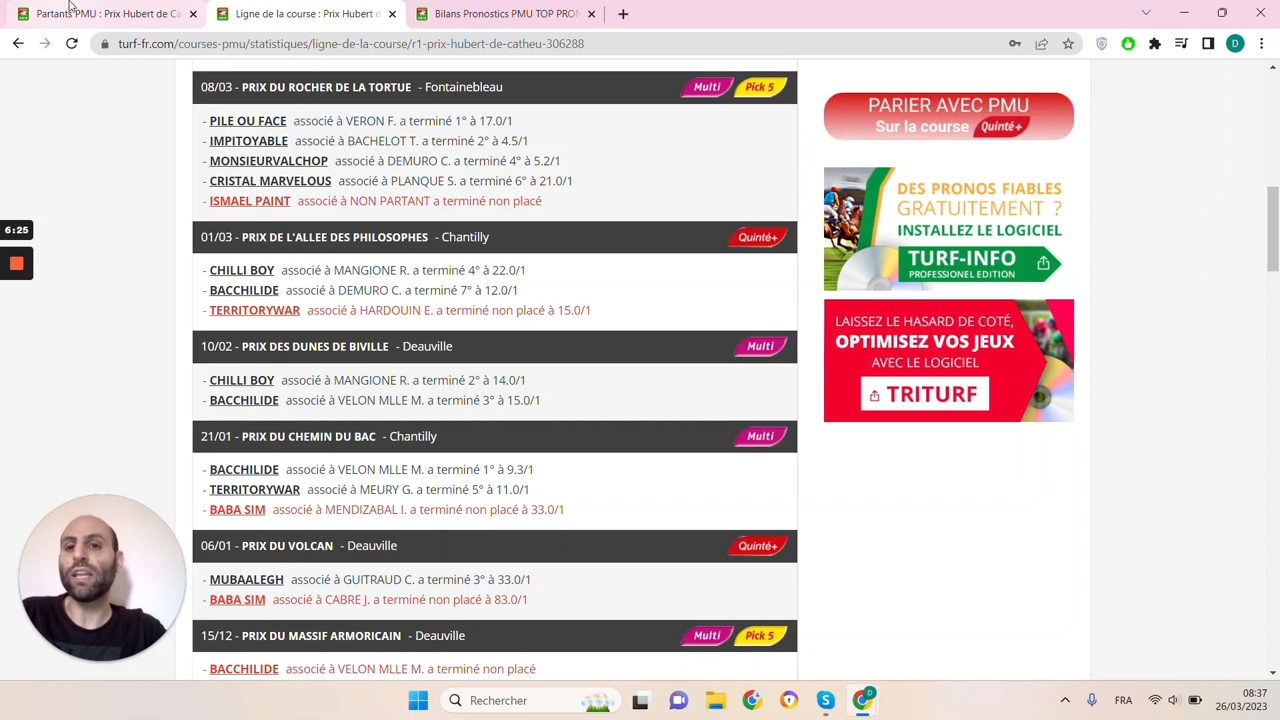 Partants PMU : Prix Hubert de C
Ligne de la course : Prix Hubert d
Bilans Pronostics PMU TOP PRON
turf-fr.com/courses-pmu/statistiques/ligne-de-la-course/r1-prix-hubert-de-catheu-306288
D
08/03 - PRIX DU ROCHER DE LA TORTUE - Fontainebleau
Multi Pick 5
- PILE OU FACE associé à VERON F. a terminé 1° à 17.0/1
- IMPITOYABLE associé à BACHELOT T. a terminé 2° à 4.5/1
- MONSIEURVALCHOP associé à DEMURO C. a terminé 4° à 5.2/1
- CRISTAL MARVELOUS associé à PLANQUE S. a terminé 6° à 21.0/1
- ISMAEL PAINT associé à NON PARTANT a terminé non placé
01/03 - PRIX DE L'ALLEE DES PHILOSOPHES - Chantilly
Quinté+
- CHILLI BOY associé à MANGIONE R. a terminé 4° à 22.0/1
- BACCHILIDE associé à DEMURO C. a terminé 7° à 12.0/1
- TERRITORYWAR associé à HARDOUIN E. a terminé non placé à 15.0/1
10/02 - PRIX DES DUNES DE BIVILLE - Deauville
Multi
- CHILLI BOY associé à MANGIONE R. a terminé 2° à 14.0/1
- BACCHILIDE associé à VELON MLLE M. a terminé 3° à 15.0/1
21/01 - PRIX DU CHEMIN DU BAC - Chantilly
Multi
- BACCHILIDE associé à VELON MLLE M. a terminé 1° à 9.3/1
- TERRITORYWAR associé à MEURY G. a terminé 5° à 11.0/1
- BABA SIM associé à MENDIZABAL I. a terminé non placé à 33.0/1
06/01 - PRIX DU VOLCAN - Deauville
Quinté+
- MUBAALEGH associé à GUITRAUD C. a terminé 3° à 33.0/1
- BABA SIM associé à CABRE J. a terminé non placé à 83.0/1
15/12 - PRIX DU MASSIF ARMORICAIN - Deauville
Multi Pick 5
- BACCHILIDE associé à VELON MLLE M. a terminé non placé
PARIER AVEC PMU
Sur la course Quinté+
DES PRONOS FIABLES
GRATUITEMENT ?
INSTALLEZ LE LOGICIEL
TURF-INFO
PROFESSIONEL EDITION
LAISSEZ LE HASARD DE COTÉ,
OPTIMISEZ VOS JEUX
AVEC LE LOGICIEL
TRITURF
6:25
Rechercher
D
FRA
08:37
26/03/2023